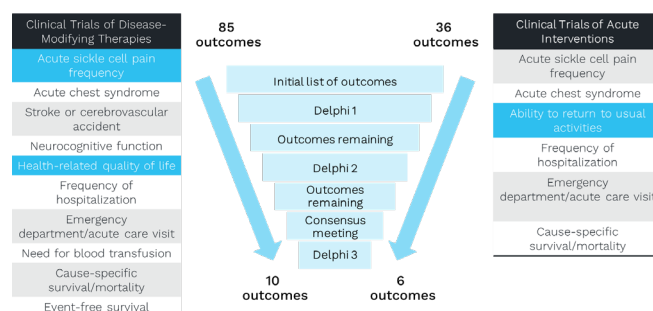 Clinical Trials of Disease-
Modifying Therapies
Acute sickle cell pain
frequency
Acute chest syndrome
Stroke or cerebrovascular
accident
Neurocognitive function
Health-related quality of life
Frequency of
hospitalization
Emergency
department/acute care visit
Need for blood transfusion
Cause-specific
survival/mortality
Event-free survival
85
outcomes
36
outcomes
Initial list of outcomes
Delphi 1
Outcomes remaining
Delphi 2
Outcomes
remaining
Consensus
meeting
Delphi 3
10
outcomes
6
outcomes
Clinical Trials of Acute
Interventions
Acute sickle cell pain
frequency
Acute chest syndrome
Ability to return to usual
activities
Frequency of
hospitalization
Emergency
department/acute care visit
Cause-specific
survival/mortality